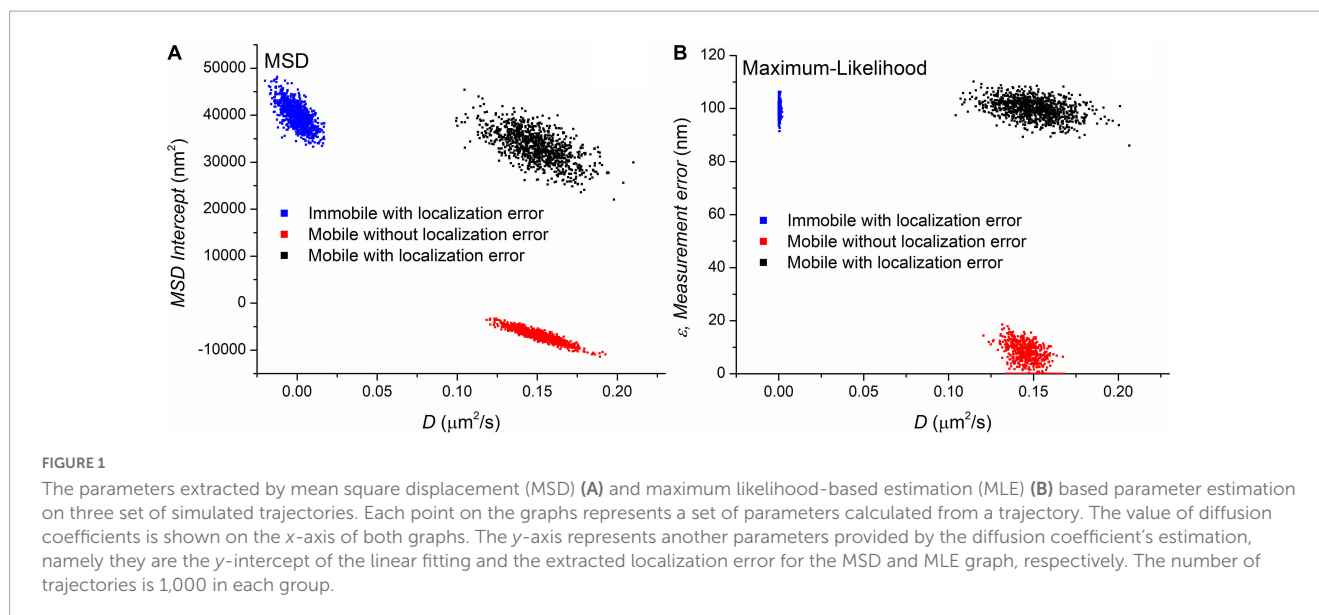 A
MSD
50000
40000
30000
20000
10000
0
-10000
MSD Intercept (nm²)
Immobile with localization error
Mobile without localization error
Mobile with localization error
0.00 0.05 0.10 0.15 0.20
D (μm²/s)
B
Maximum-Likelihood
120
100
80
60
40
20
0
ε, Measurement error (nm)
Immobile with localization error
Mobile without localization error
Mobile with localization error
0.00 0.05 0.10 0.15 0.20
D (μm²/s)
FIGURE 1
The parameters extracted by mean square displacement (MSD) (A) and maximum likelihood-based estimation (MLE) (B) based parameter estimation
on three set of simulated trajectories. Each point on the graphs represents a set of parameters calculated from a trajectory. The value of diffusion
coefficients is shown on the x-axis of both graphs. The y-axis represents another parameters provided by the diffusion coefficient's estimation,
namely they are the y-intercept of the linear fitting and the extracted localization error for the MSD and MLE graph, respectively. The number of
trajectories is 1,000 in each group.